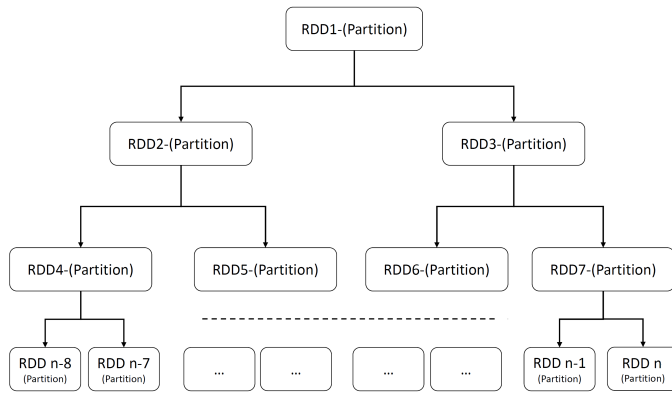 RDD1-(Partition)
RDD2-(Partition)
RDD3-(Partition)
RDD4-(Partition)
RDD5-(Partition)
RDD6-(Partition)
RDD7-(Partition)
RDD n-8
(Partition)
RDD n-7
(Partition)
...
...
...
...
RDD n-1
(Partition)
RDD n
(Partition)